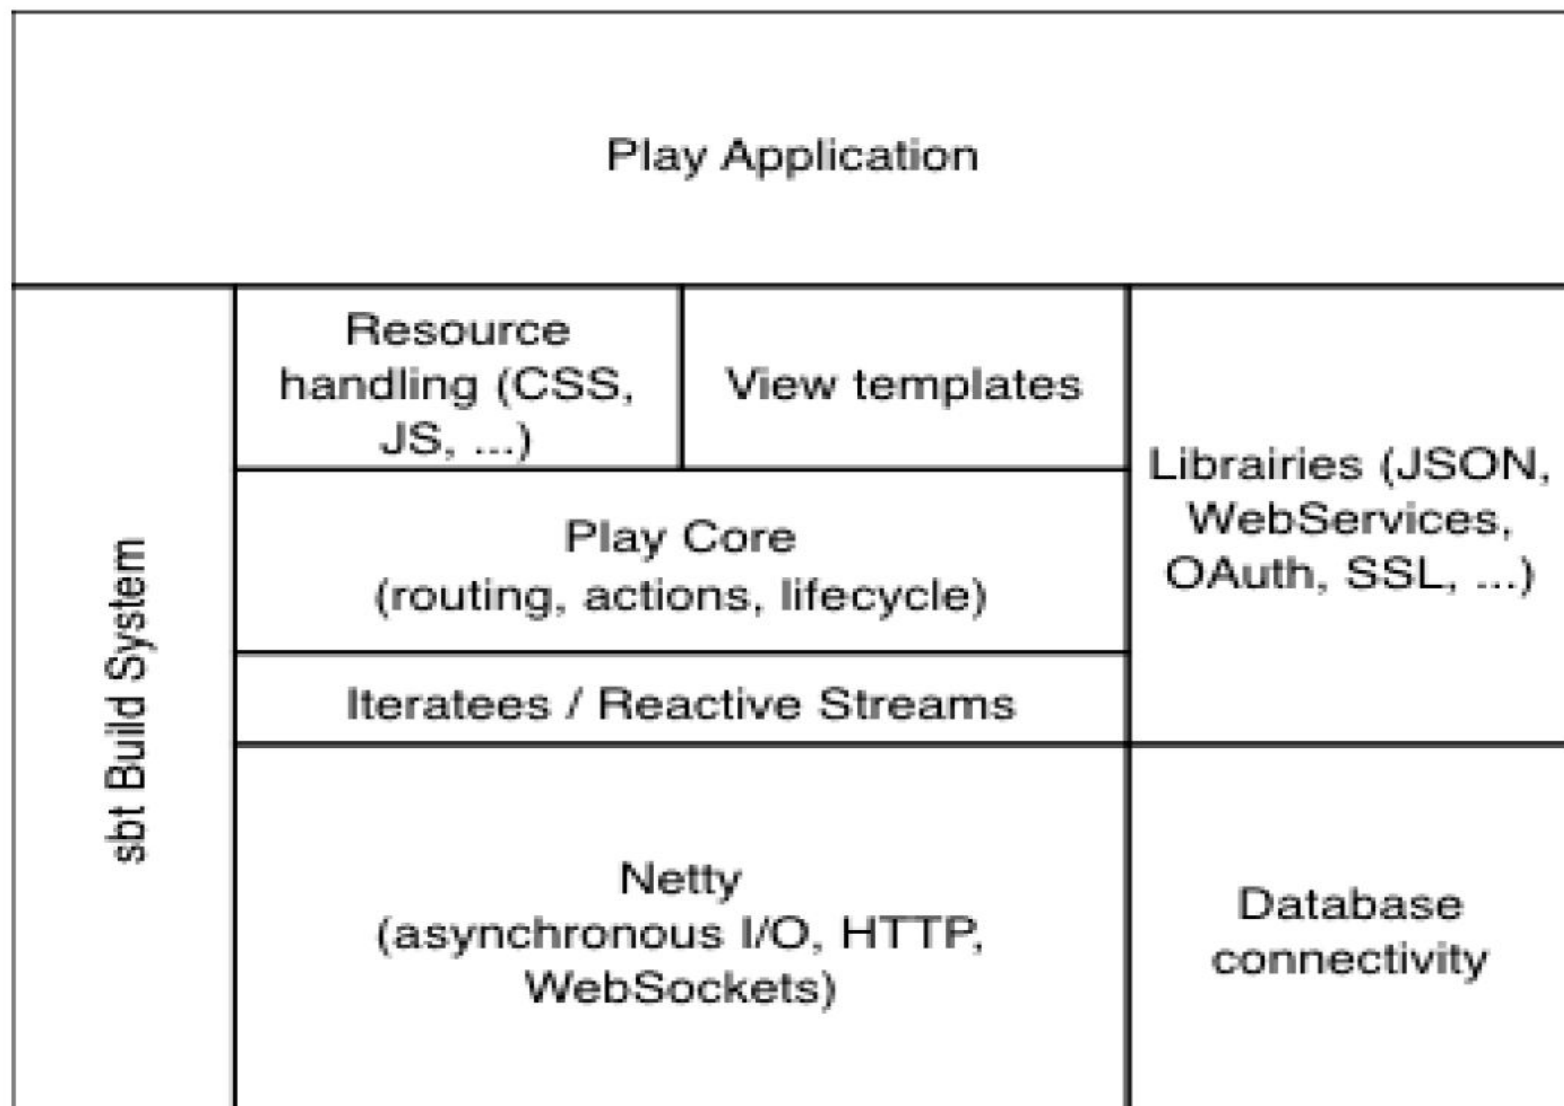 Play Application
Resource
handling (CSS,
JS, ...)
View templates
Librairies (JSON,
WebServices,
OAuth, SSL, ...)
Play Core
(routing, actions, lifecycle)
sbt Build System
Iteratees / Reactive Streams
Netty
(asynchronous I/O, HTTP,
WebSockets)
Database
connectivity